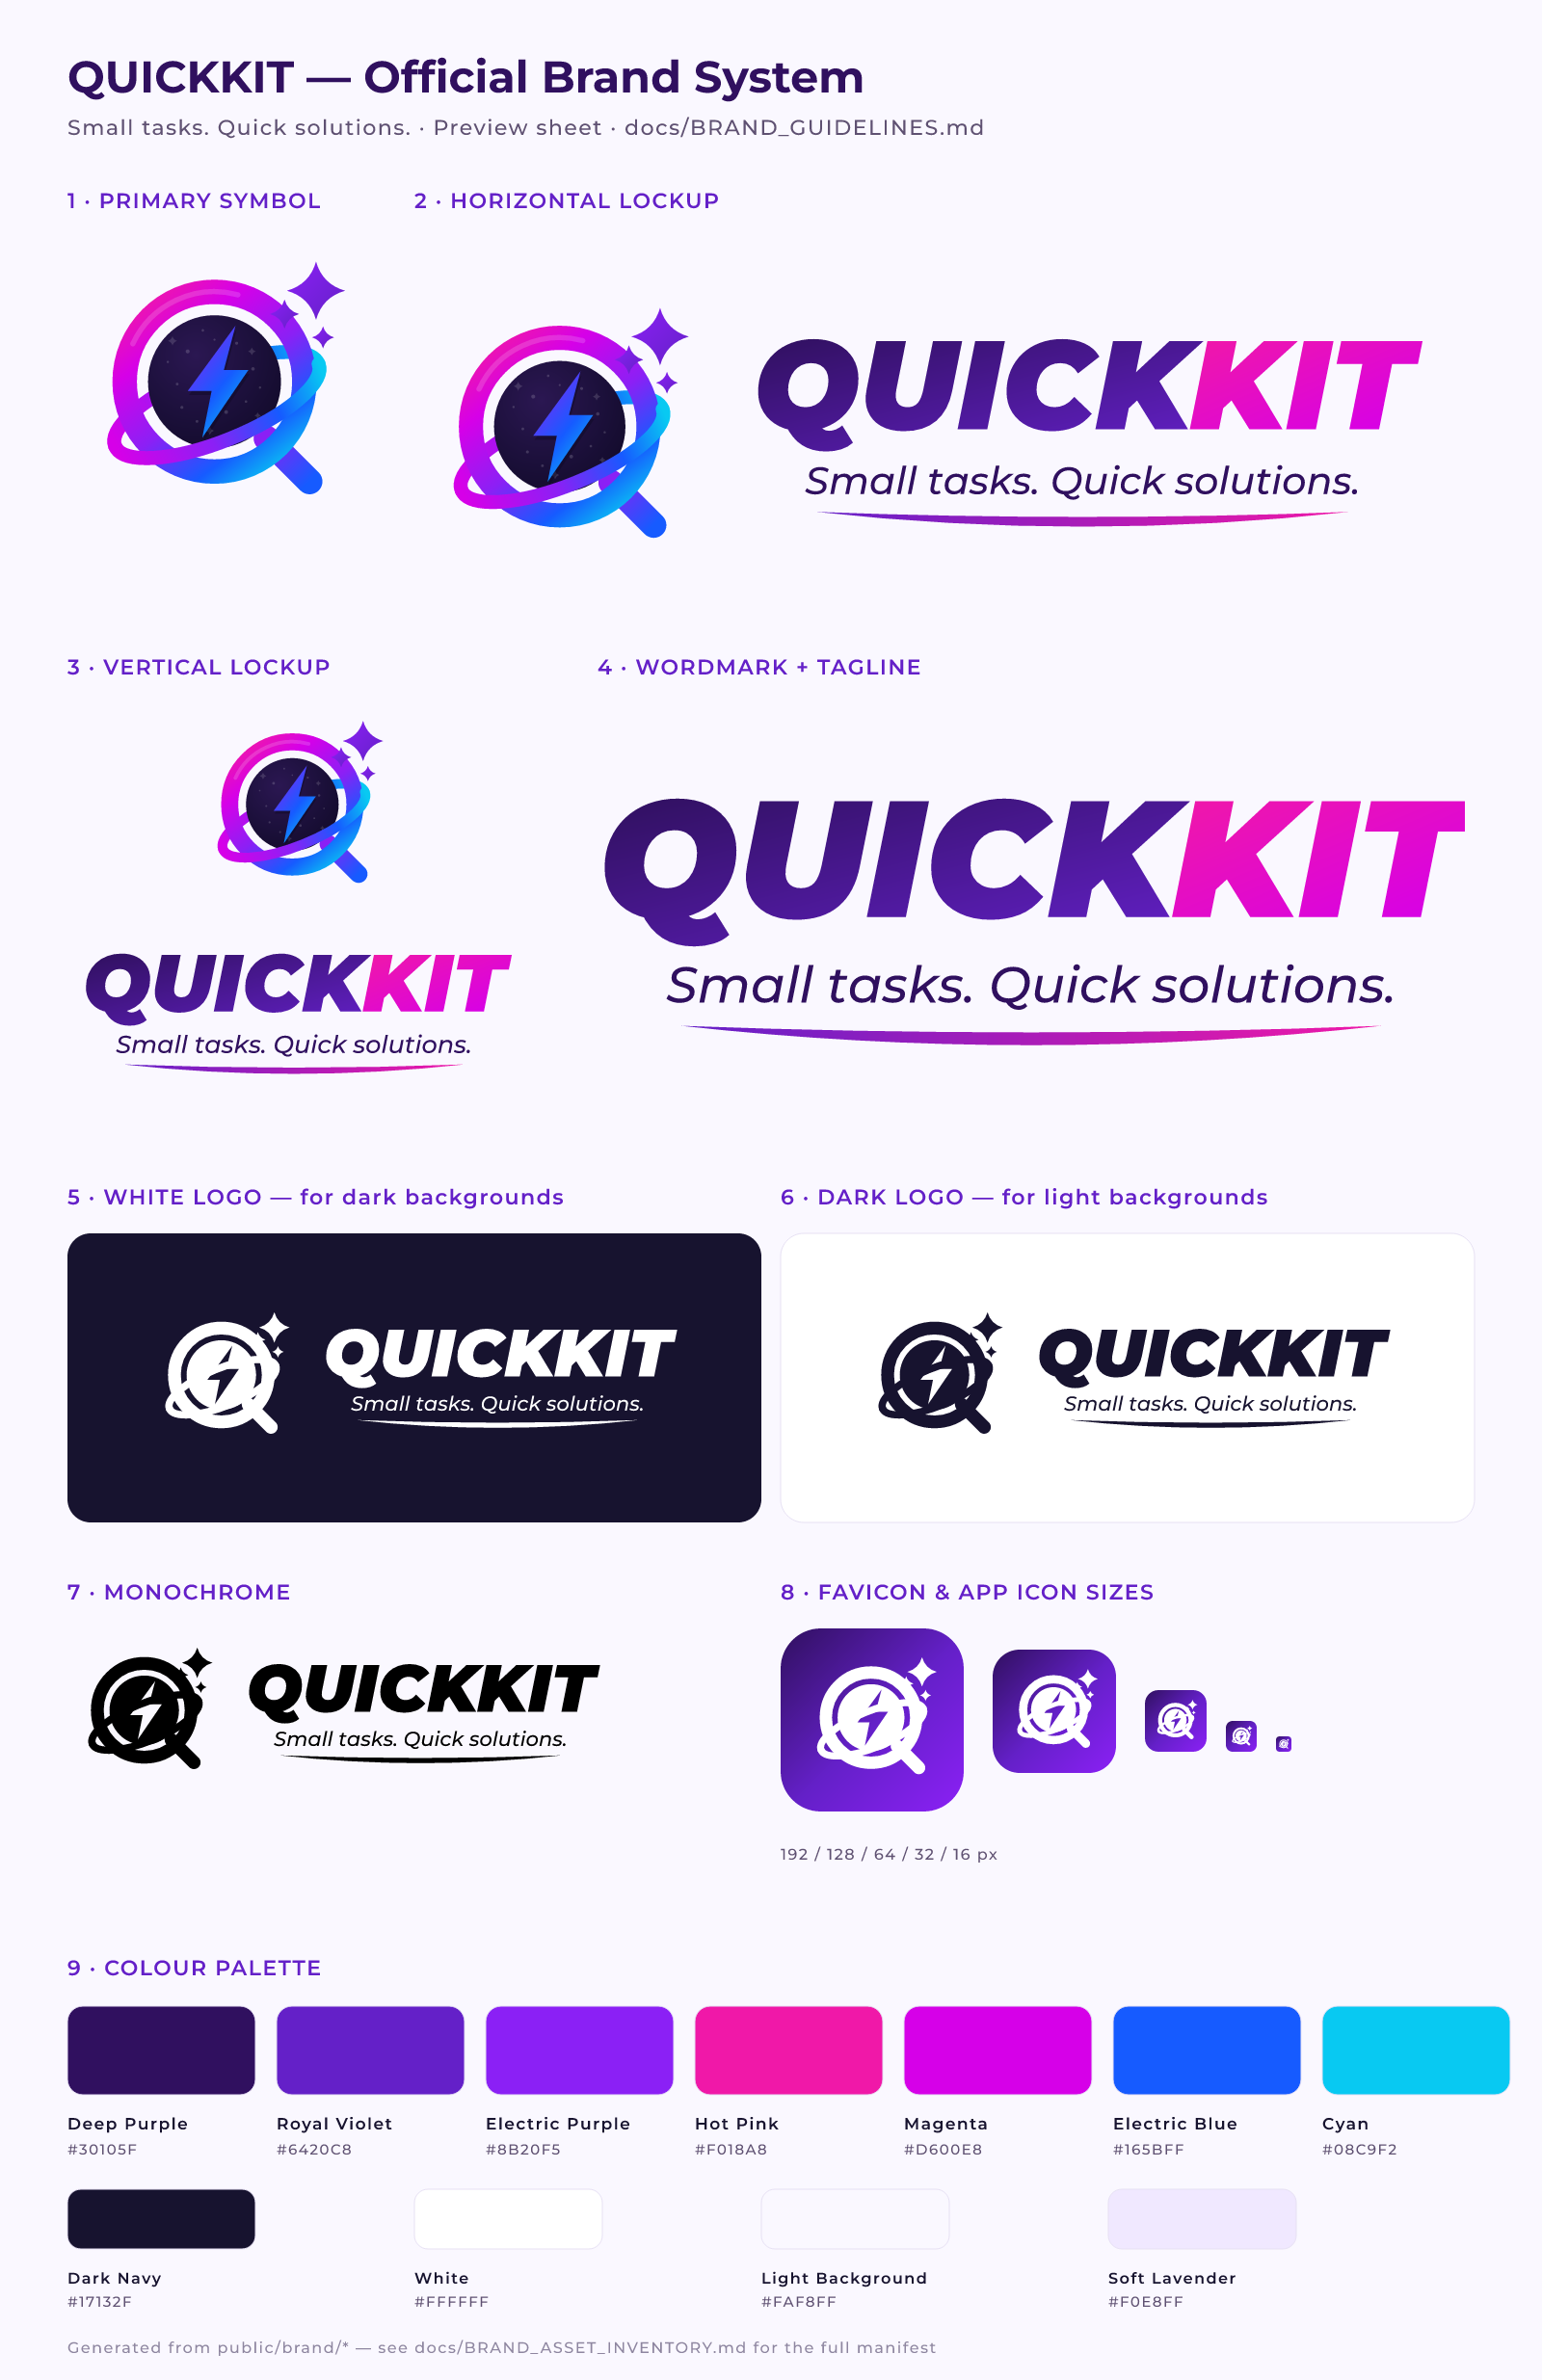 QUICKKIT — Official Brand System
Small tasks. Quick solutions. · Preview sheet · docs/BRAND_GUIDELINES.md
1 · PRIMARY SYMBOL
2 · HORIZONTAL LOCKUP
QUICKKIT
Small tasks. Quick solutions.
3 · VERTICAL LOCKUP
QUICKKIT
Small tasks. Quick solutions.
4 · WORDMARK + TAGLINE
QUICKKIT
Small tasks. Quick solutions.
5 · WHITE LOGO — for dark backgrounds
QUICKKIT
Small tasks. Quick solutions.
6 · DARK LOGO — for light backgrounds
QUICKKIT
Small tasks. Quick solutions.
7 · MONOCHROME
QUICKKIT
Small tasks. Quick solutions.
8 · FAVICON & APP ICON SIZES
192 / 128 / 64 / 32 / 16 px
9 · COLOUR PALETTE
Deep Purple
#30105F
Royal Violet
#6420C8
Electric Purple
#8B20F5
Hot Pink
#F018A8
Magenta
#D600E8
Electric Blue
#165BFF
Cyan
#08C9F2
Dark Navy
#17132F
White
#FFFFFF
Light Background
#FAF8FF
Soft Lavender
#F0E8FF
Generated from public/brand/* — see docs/BRAND_ASSET_INVENTORY.md for the full manifest